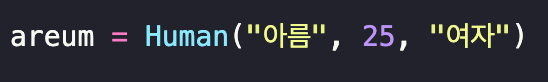 areum = Human("아름", 25, "여자")